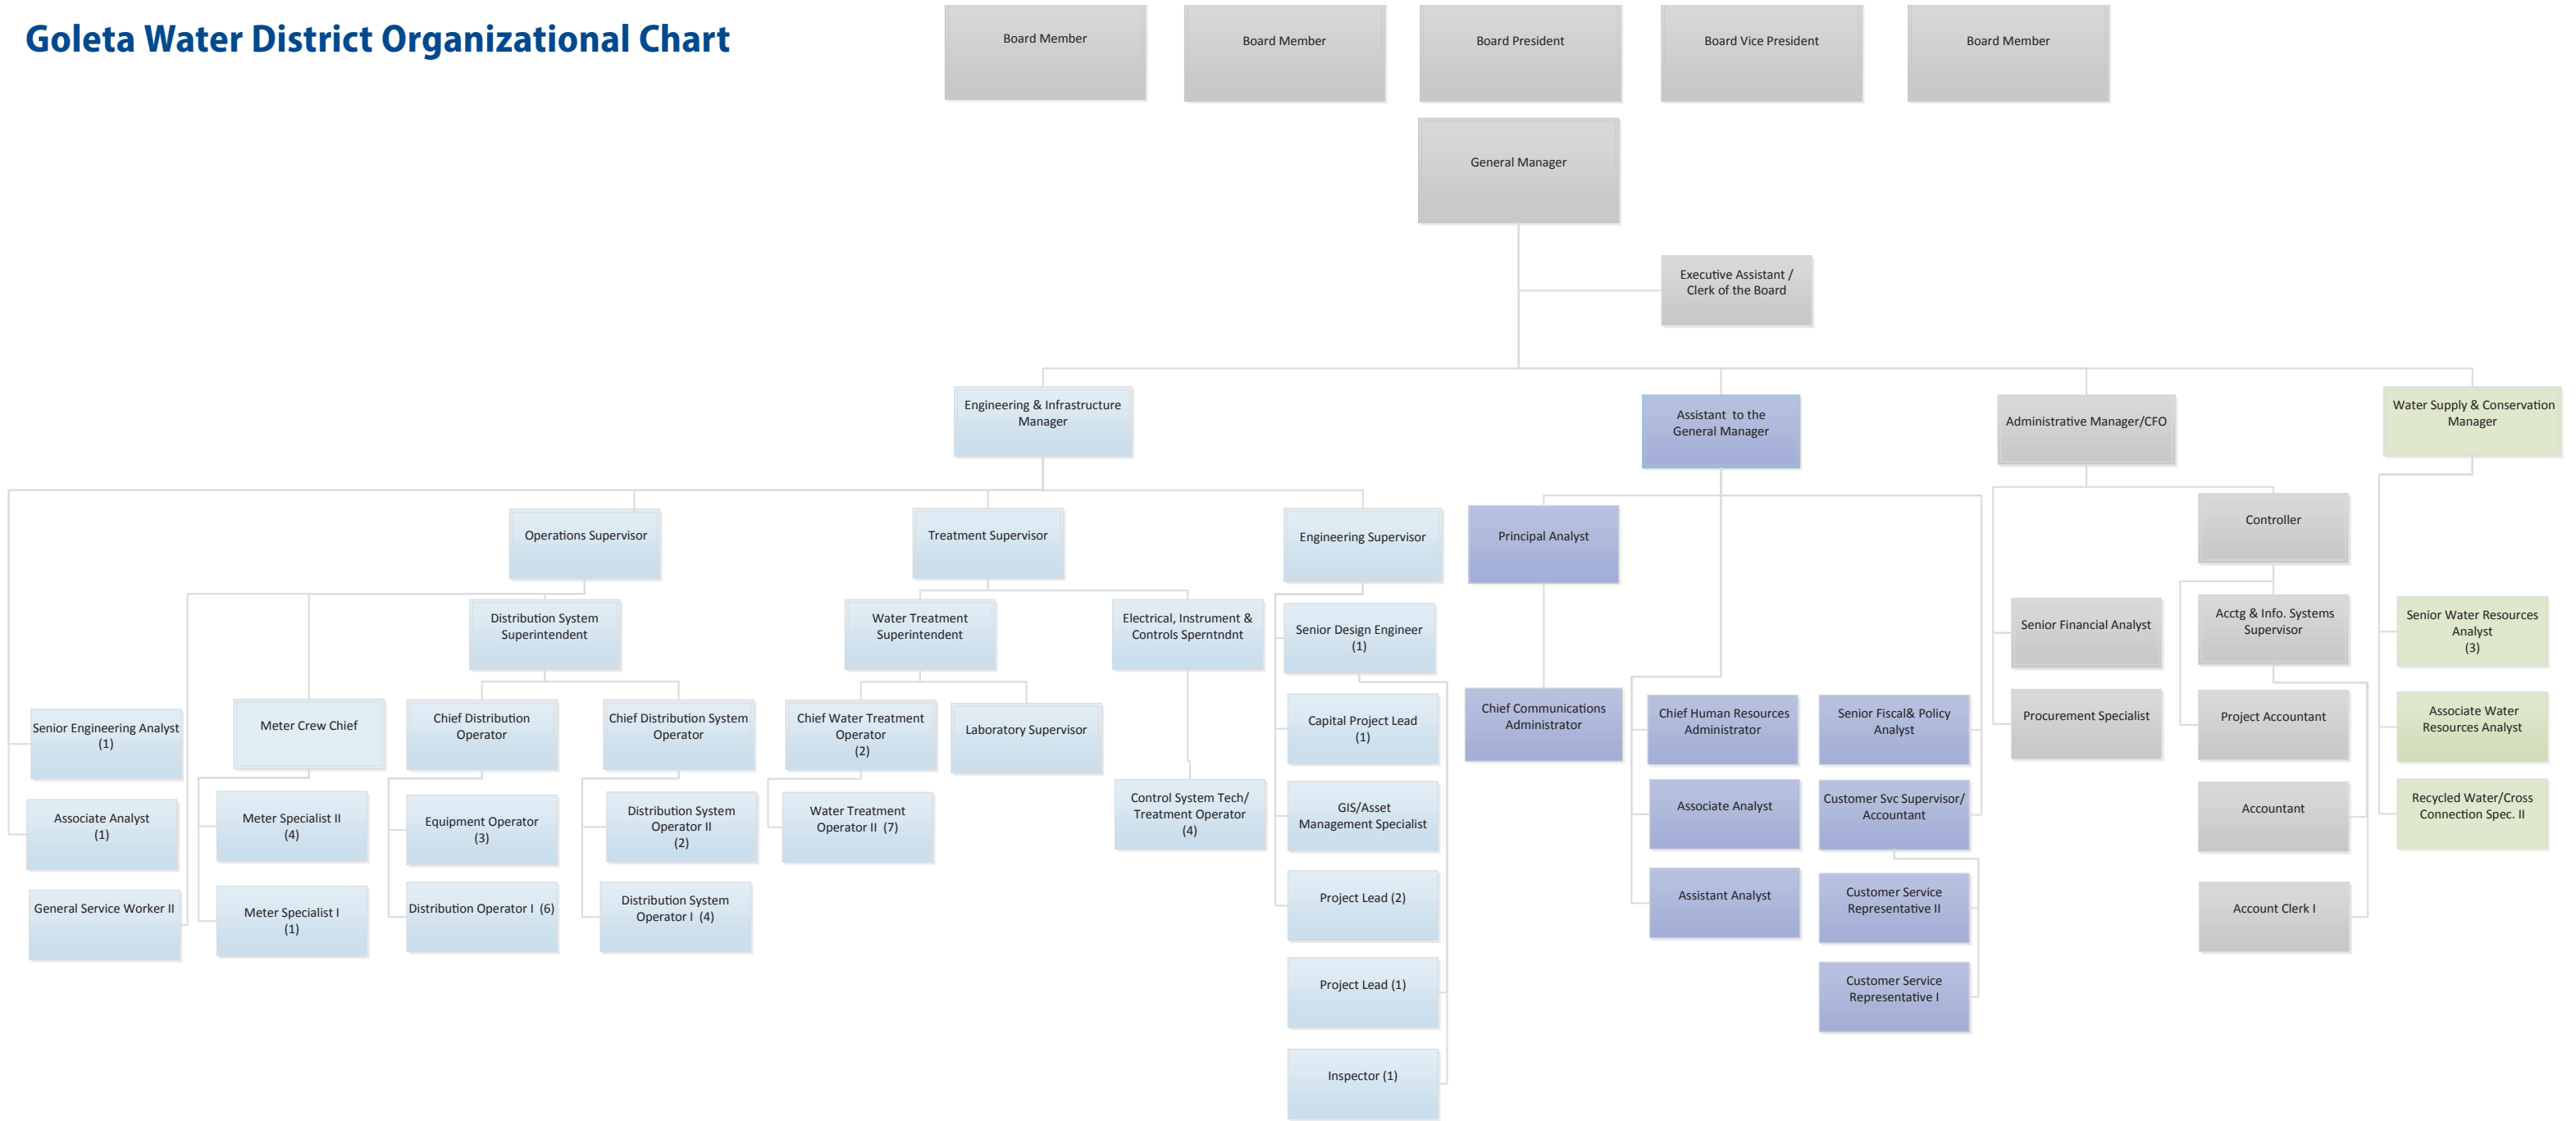 Goleta Water District Organizational Chart
Board Member
Board Member
Board President
Board Vice President
Board Member
General Manager
Executive Assistant /
Clerk of the Board
Engineering & Infrastructure
Manager
Assistant to the
General Manager
Administrative Manager/CFO
Water Supply & Conservation
Manager
Operations Supervisor
Treatment Supervisor
Engineering Supervisor
Principal Analyst
Controller
Distribution System
Superintendent
Water Treatment
Superintendent
Electrical, Instrument &
Controls Sperntndnt
Senior Design Engineer
(1)
Senior Financial Analyst
Acctg & Info. Systems
Supervisor
Senior Water Resources
Analyst
(3)
Senior Engineering Analyst
(1)
Meter Crew Chief
Chief Distribution
Operator
Chief Distribution System
Operator
Chief Water Treatment
Operator
(2)
Laboratory Supervisor
Capital Project Lead
(1)
Chief Communications
Administrator
Chief Human Resources
Administrator
Senior Fiscal& Policy
Analyst
Procurement Specialist
Project Accountant
Associate Water
Resources Analyst
Associate Analyst
(1)
Meter Specialist II
(4)
Equipment Operator
(3)
Distribution System
Operator II
(2)
Water Treatment
Operator II (7)
Control System Tech/
Treatment Operator
(4)
GIS/Asset
Management Specialist
Associate Analyst
Customer Svc Supervisor/
Accountant
Accountant
Recycled Water/Cross
Connection Spec. II
General Service Worker II
Meter Specialist I
(1)
Distribution Operator I (6)
Distribution System
Operator I (4)
Project Lead (2)
Assistant Analyst
Customer Service
Representative II
Account Clerk I
Project Lead (1)
Customer Service
Representative I
Inspector (1)